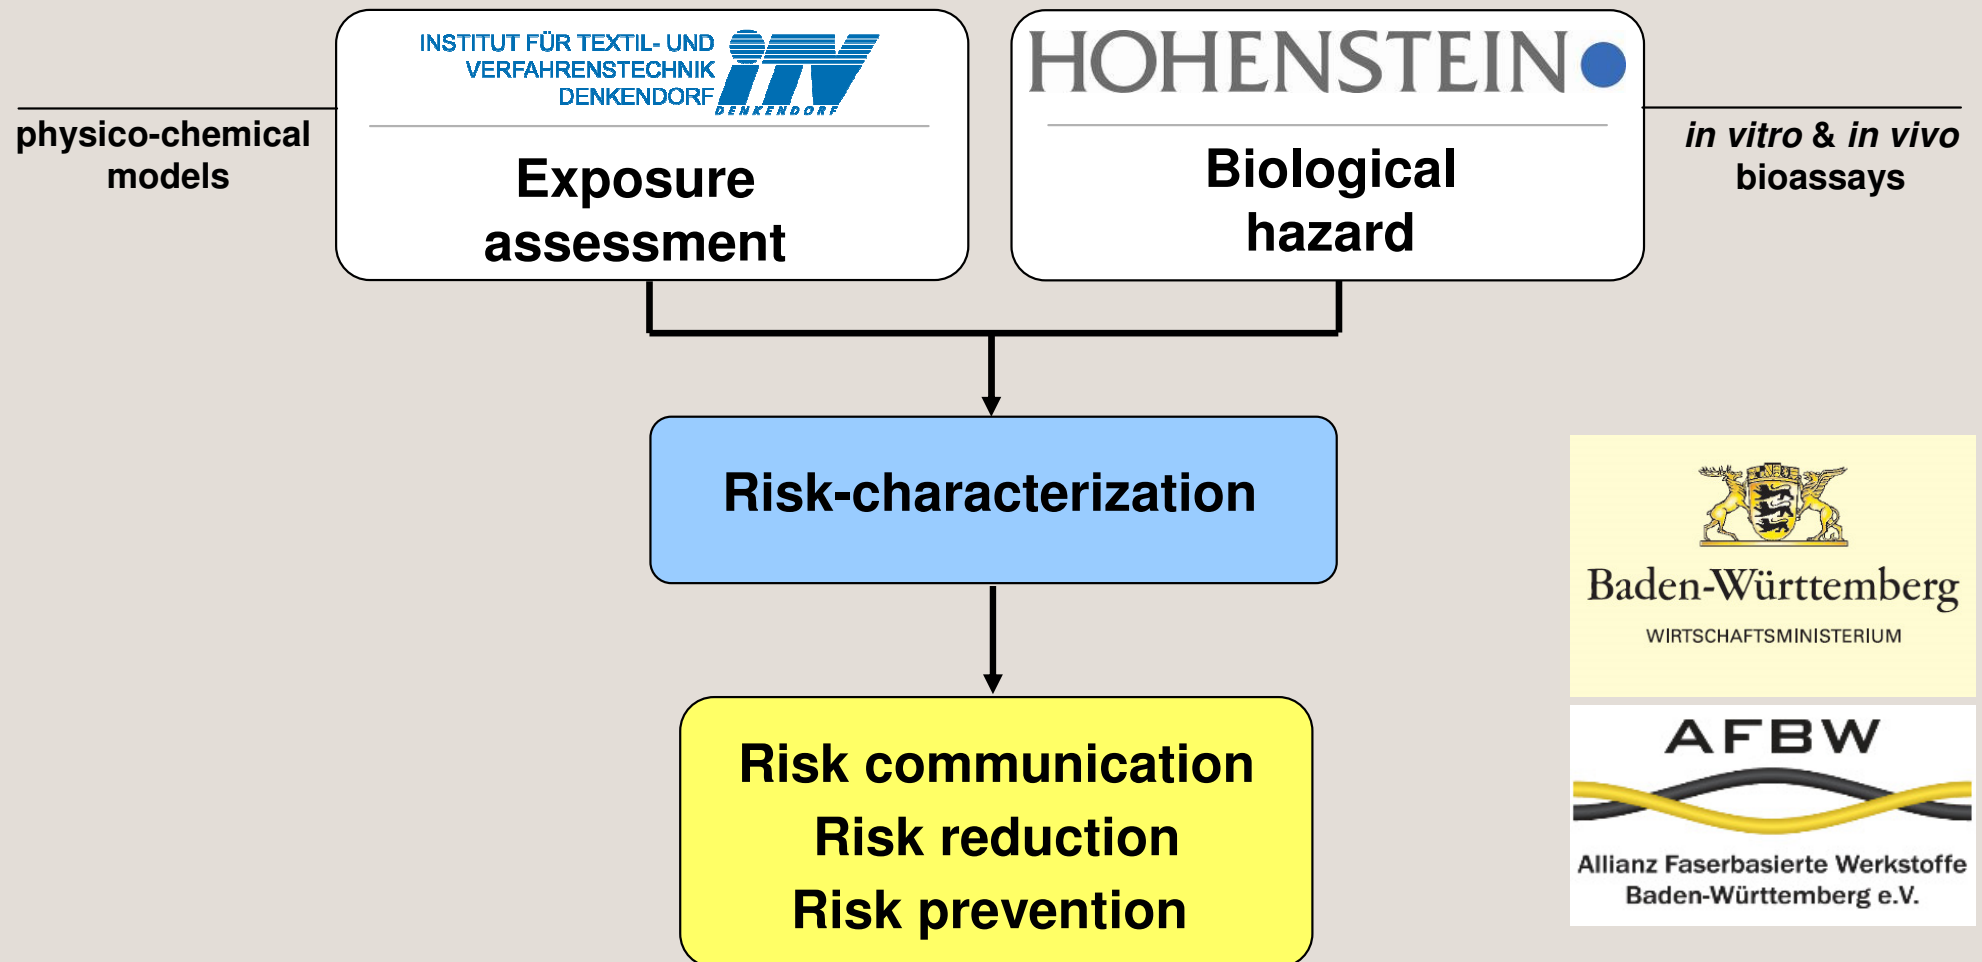 INSTITUT FÜR TEXTIL- UND
VERFAHRENSTECHNIK
DENKENDORF
itv
DENKENDORF
HOHENSTEIN
physico-chemical
models
Exposure
assessment
Biological
hazard
in vitro & in vivo
bioassays
Risk-characterization
Risk communication
Risk reduction
Risk prevention
Baden-Württemberg
WIRTSCHAFTSMINISTERIUM
AFBW
Allianz Faserbasierte Werkstoffe
Baden-Württemberg e.V.